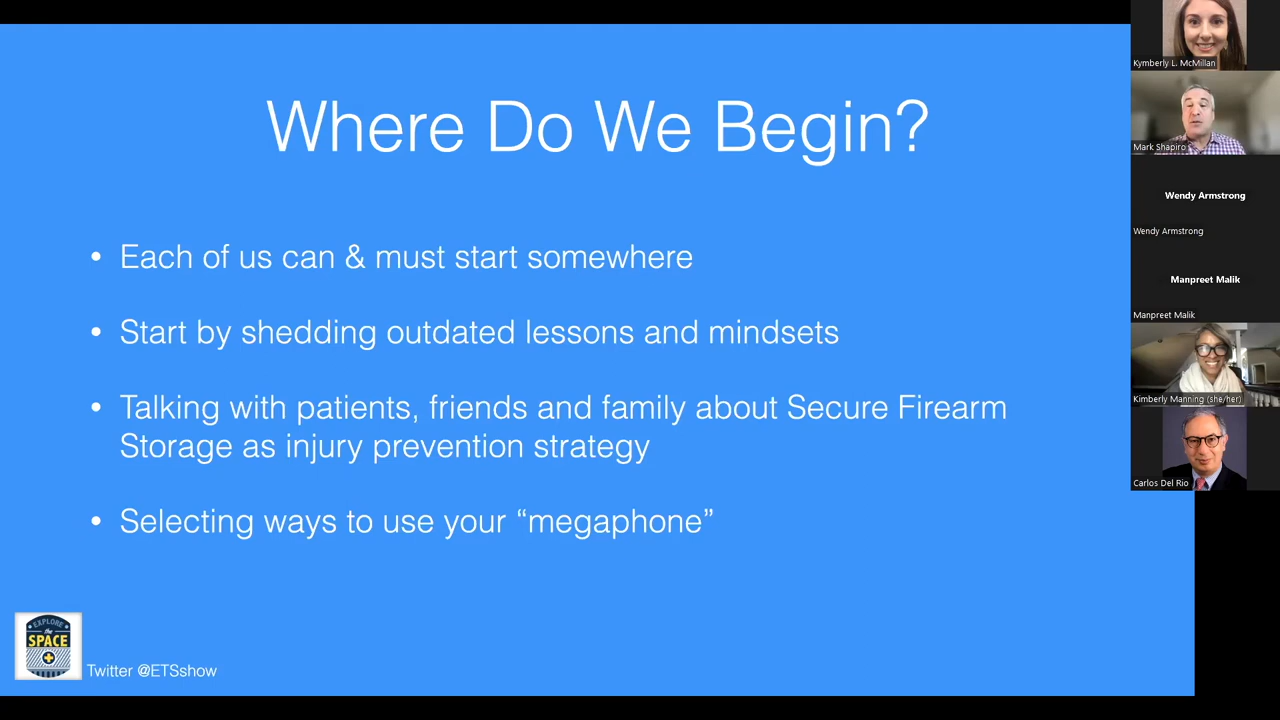 Where Do We Begin?
• Each of us can & must start somewhere
• Start by shedding outdated lessons and mindsets
• Talking with patients, friends and family about Secure Firearm
Storage as injury prevention strategy
• Selecting ways to use your “megaphone”
EXPLORE
the
SPACE
Twitter @ETSshow
Kymberly L. McMillan
Mark Shapiro
Wendy Armstrong
Wendy Armstrong
Manpreet Malik
Manpreet Malik
Kimberly Manning (she/her)
Carlos Del Rio